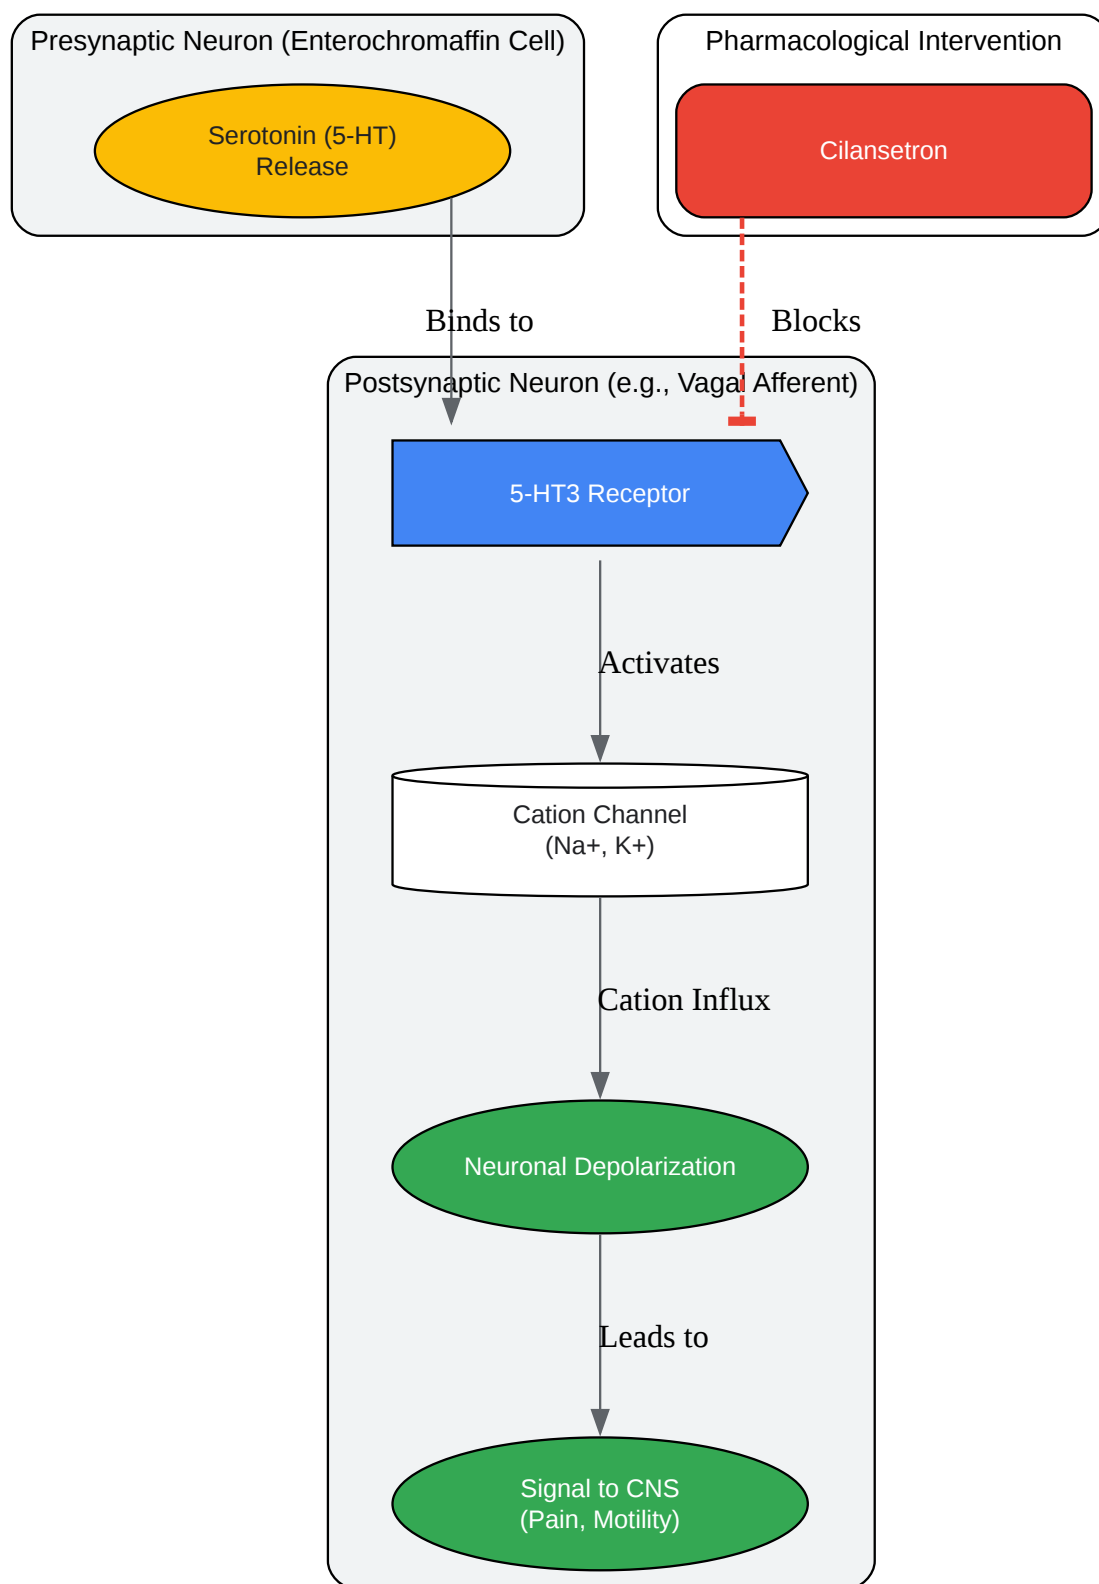 Presynaptic Neuron (Enterochromaffin Cell)
Pharmacological Intervention
Serotonin (5-HT)
Release
Cilansetron
Binds to
Blocks
Postsynaptic Neuron (e.g., Vagal Afferent)
5-HT3 Receptor
Activates
Cation Channel
(Na+, K+)
Cation Influx
Neuronal Depolarization
Leads to
Signal to CNS
(Pain, Motility)